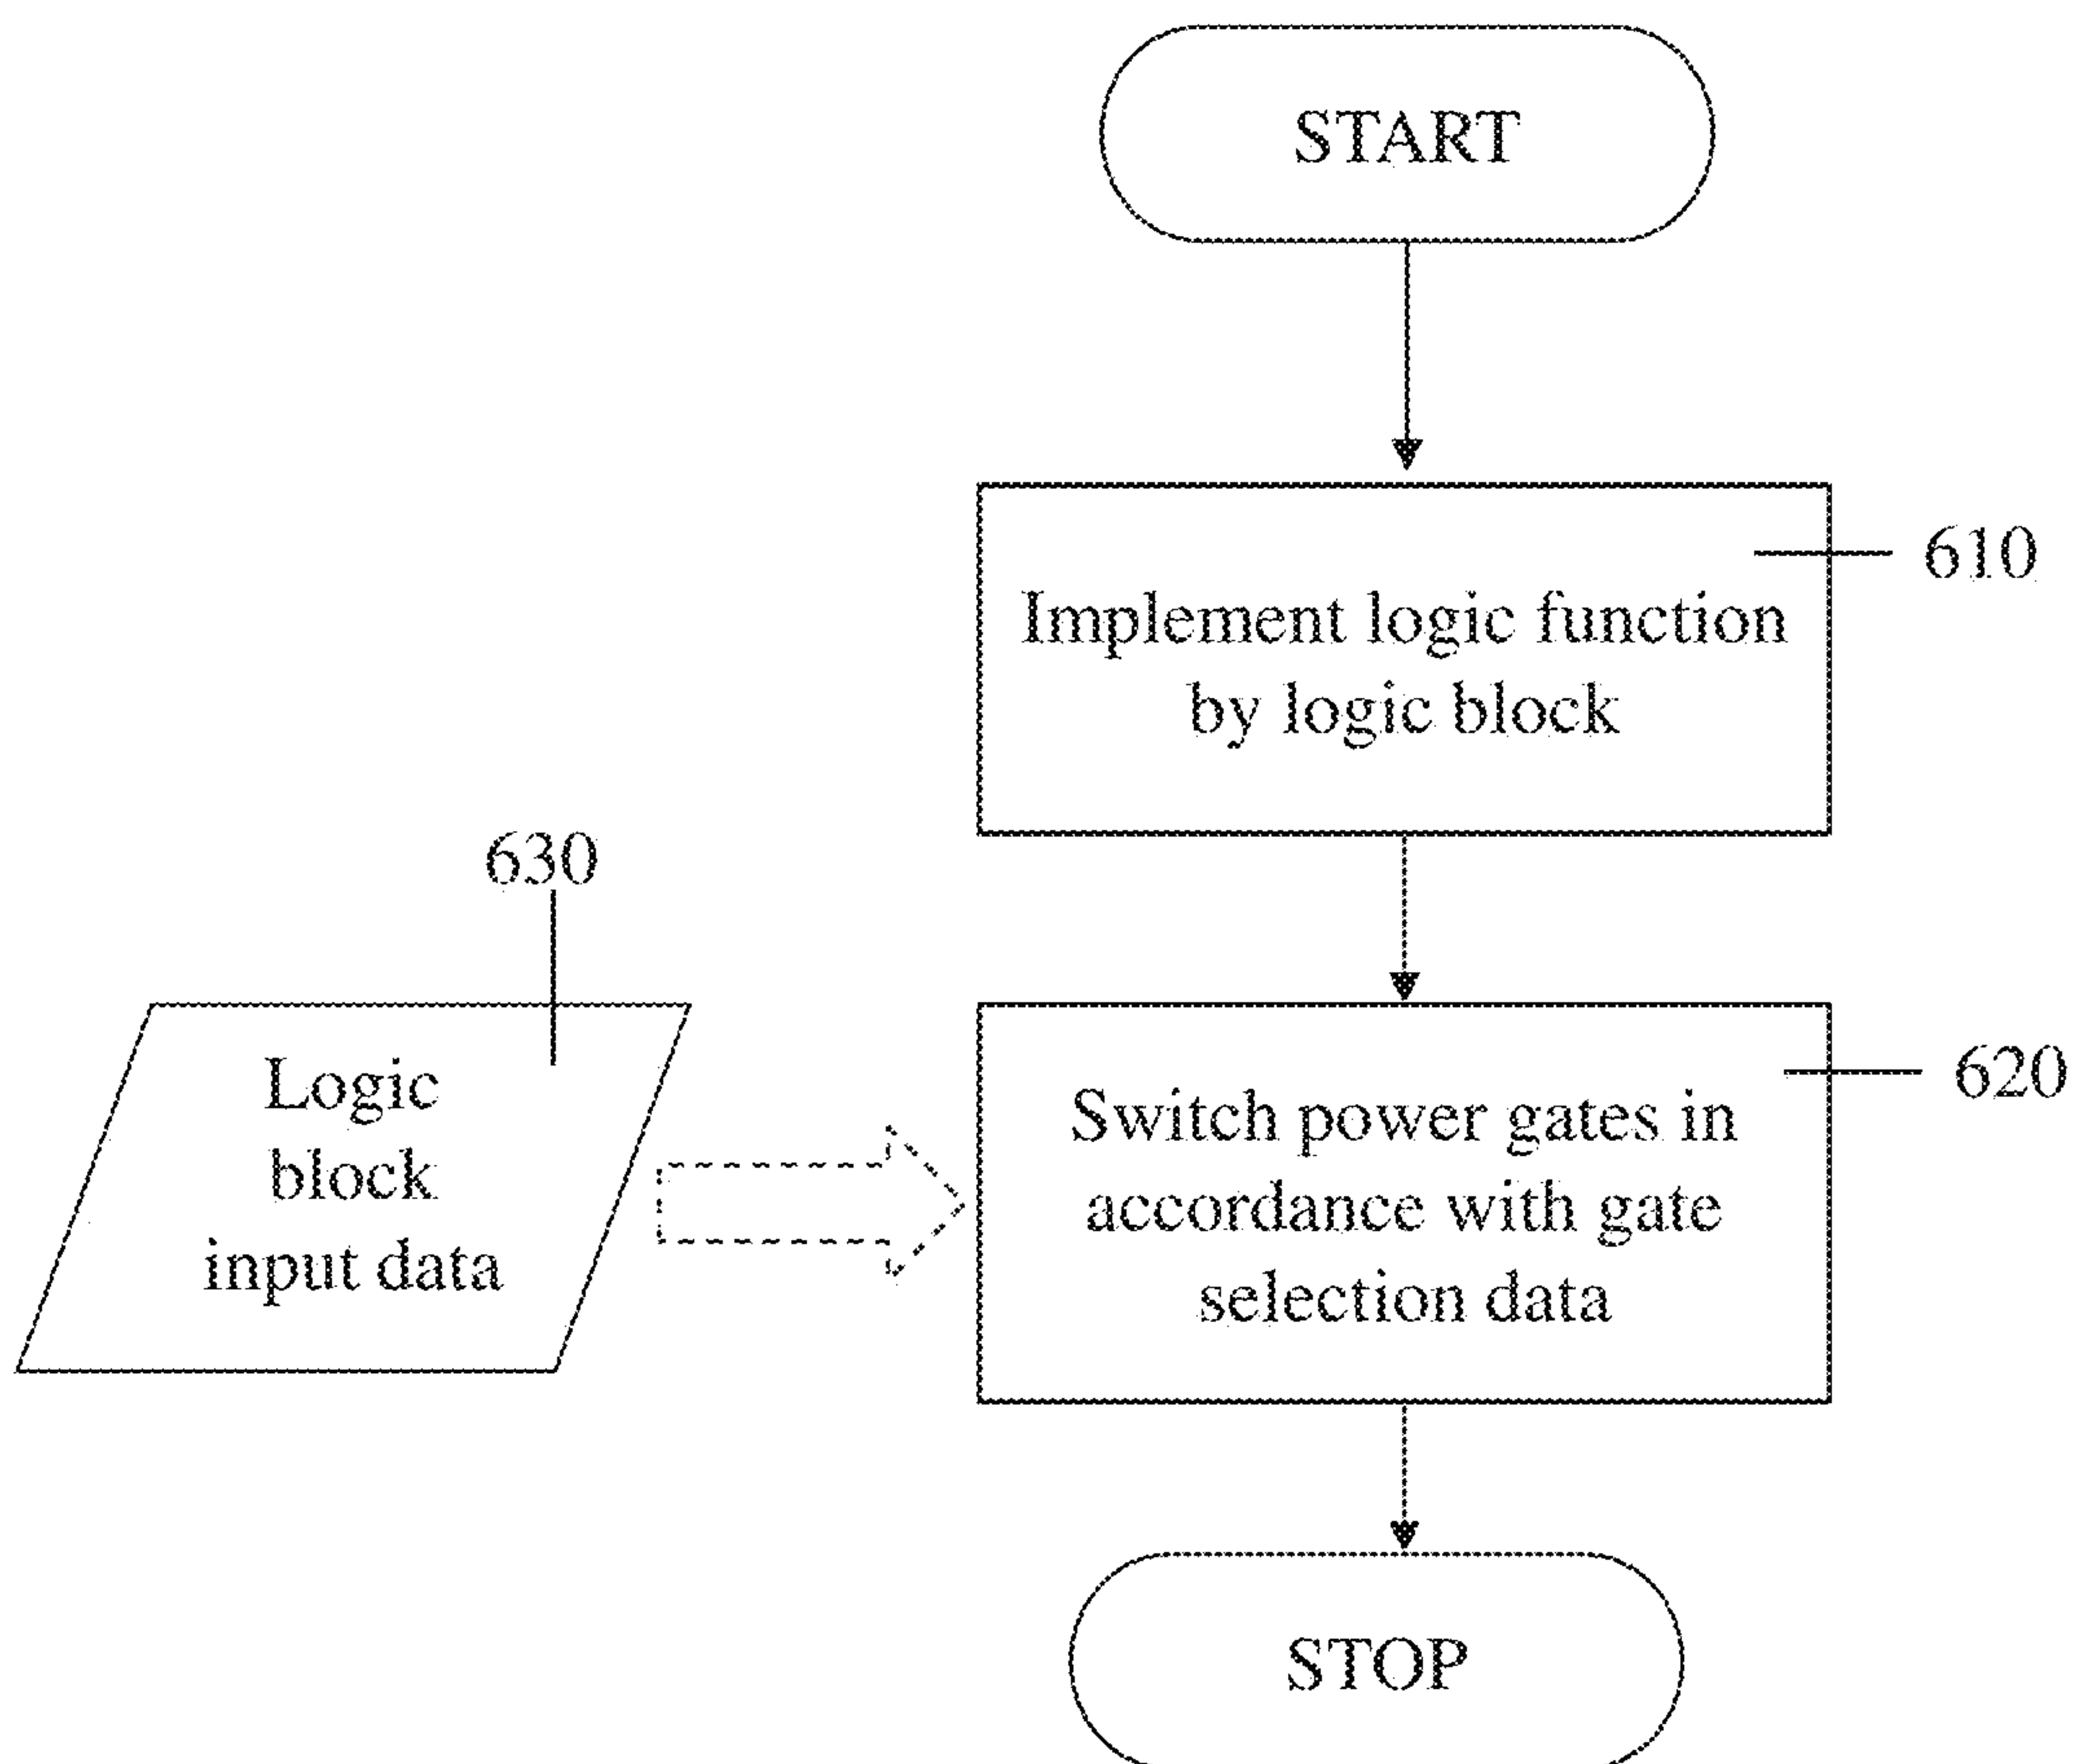 START
610
Implement logic function
by logic block
630
Logic
block
input data
620
Switch power gates in
accordance with gate
selection data
STOP